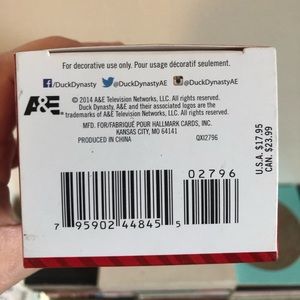 For decorative use only. Pour usage décoratif seulement.
/DuckDynasty @DuckDynastyAE @DuckDynastyAE
A&E
© 2014 A&E Television Networks, LLC. All rights reserved.
Duck Dynasty, A&E and their associated logos are the
trademarks of A&E Television Networks, LLC. All rights reserved.
MFD. FOR/FABRIQUÉ POUR HALLMARK CARDS, INC.
KANSAS CITY, MO 64141
PRODUCED IN CHINA QXI2796
U.S.A. $17.95
CAN. $23.99
02796
7 95902 44845 5